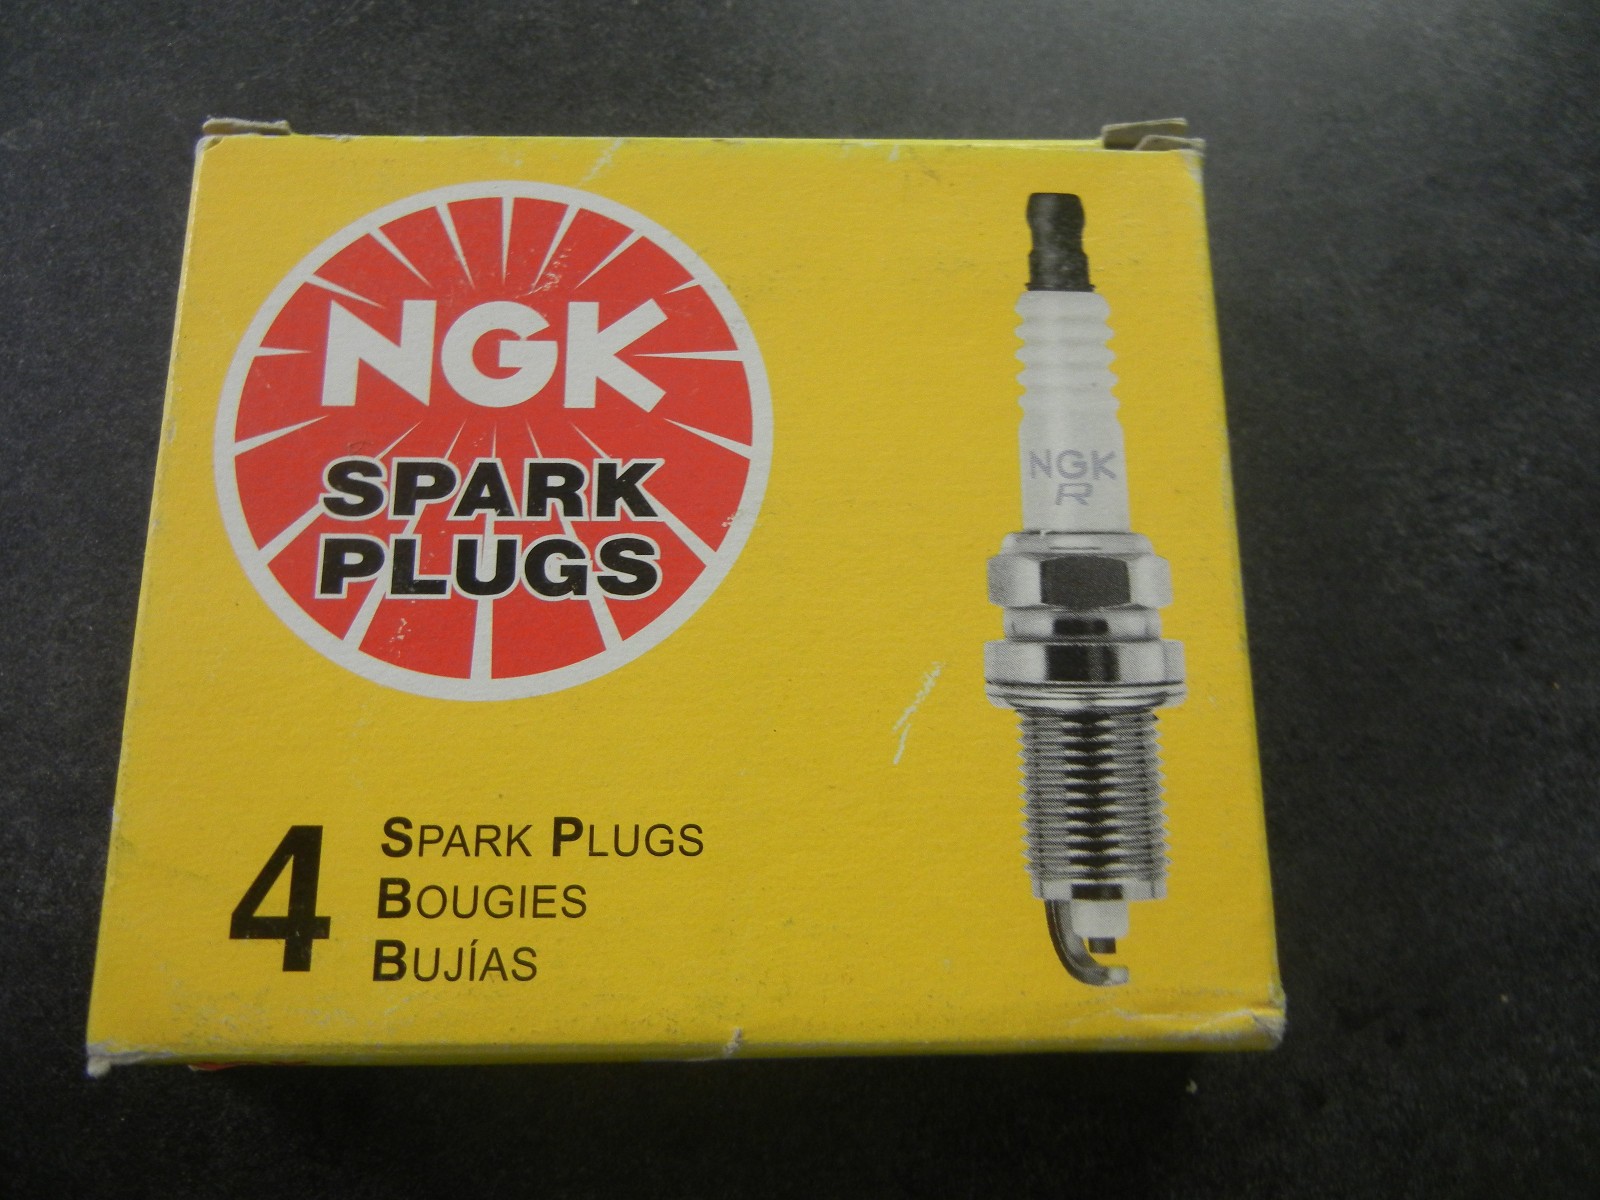 NGK
SPARK
PLUGS
NGK
R
4
SPARK PLUGS
BOUGIES
BUJÍAS